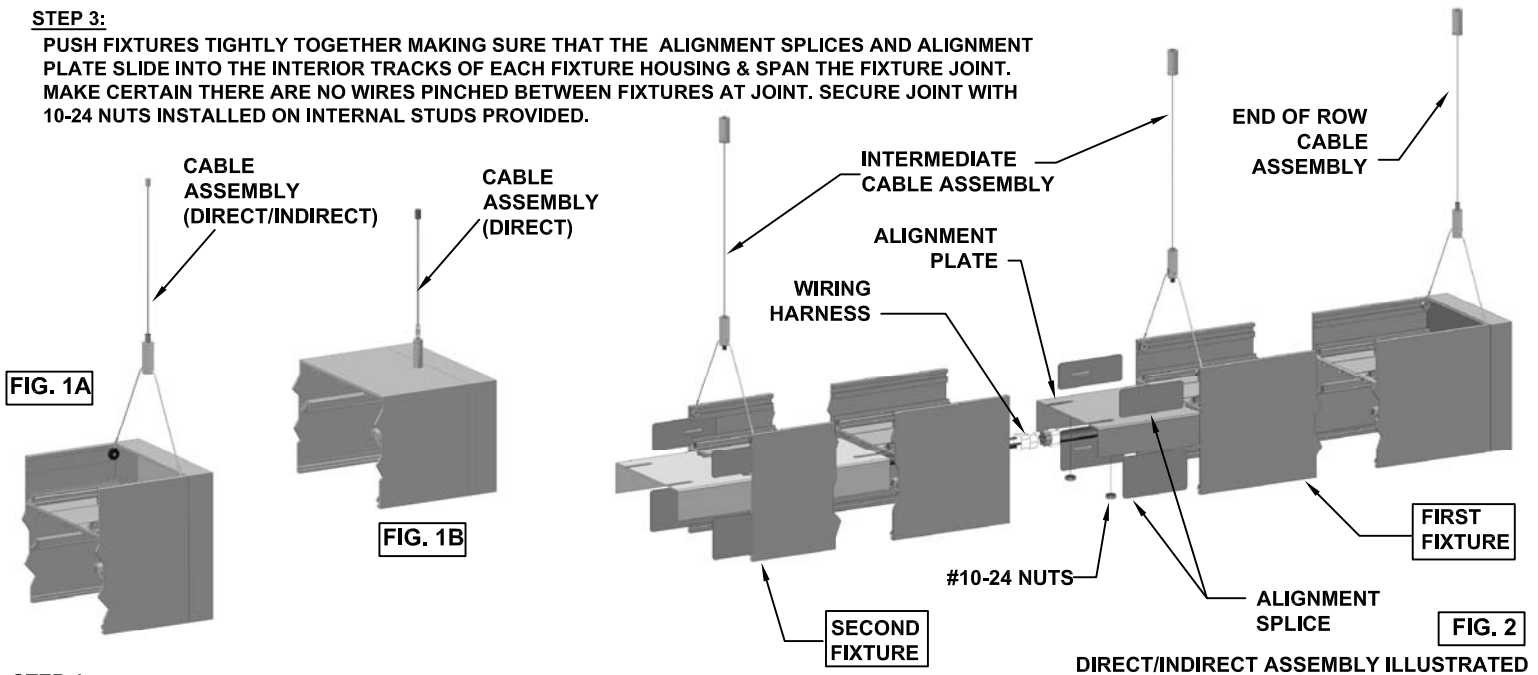 STEP 3:
PUSH FIXTURES TIGHTLY TOGETHER MAKING SURE THAT THE ALIGNMENT SPLICES AND ALIGNMENT
PLATE SLIDE INTO THE INTERIOR TRACKS OF EACH FIXTURE HOUSING & SPAN THE FIXTURE JOINT.
MAKE CERTAIN THERE ARE NO WIRES PINCHED BETWEEN FIXTURES AT JOINT. SECURE JOINT WITH
10-24 NUTS INSTALLED ON INTERNAL STUDS PROVIDED.
CABLE
ASSEMBLY
(DIRECT/INDIRECT)
CABLE
ASSEMBLY
(DIRECT)
FIG. 1A
FIG. 1B
INTERMEDIATE
CABLE ASSEMBLY
END OF ROW
CABLE
ASSEMBLY
ALIGNMENT
PLATE
WIRING
HARNESS
#10-24 NUTS
FIRST
FIXTURE
ALIGNMENT
SPLICE
SECOND
FIXTURE
FIG. 2
DIRECT/INDIRECT ASSEMBLY ILLUSTRATED